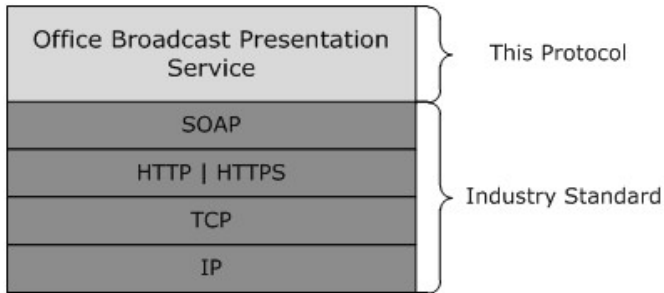 Office Broadcast Presentation
Service
This Protocol
SOAP
HTTP | HTTPS
Industry Standard
TCP
IP